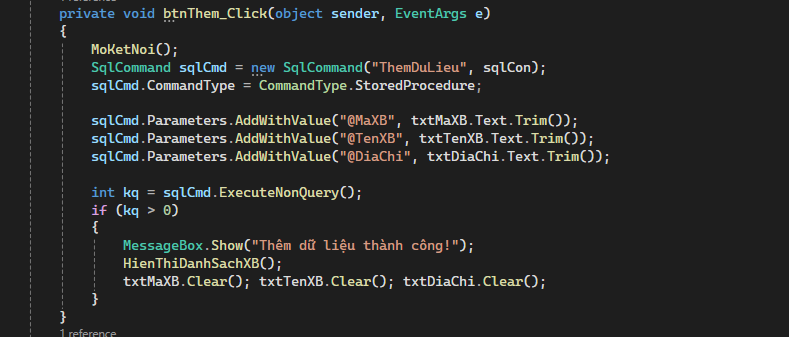 private void btnThem_Click(object sender, EventArgs e)
{
MoKetNoi();
SqlCommand sqlCmd = new SqlCommand("ThemDuLieu", sqlCon);
sqlCmd.CommandType = CommandType.StoredProcedure;
sqlCmd.Parameters.AddWithValue("@MaXB", txtMaXB.Text.Trim());
sqlCmd.Parameters.AddWithValue("@TenXB", txtTenXB.Text.Trim());
sqlCmd.Parameters.AddWithValue("@DiaChi", txtDiaChi.Text.Trim());
int kq = sqlCmd.ExecuteNonQuery();
if (kq > 0)
{
MessageBox.Show("Thêm dữ liệu thành công!");
HienThiDanhSachXB();
txtMaXB.Clear(); txtTenXB.Clear(); txtDiaChi.Clear();
}
}
1 reference